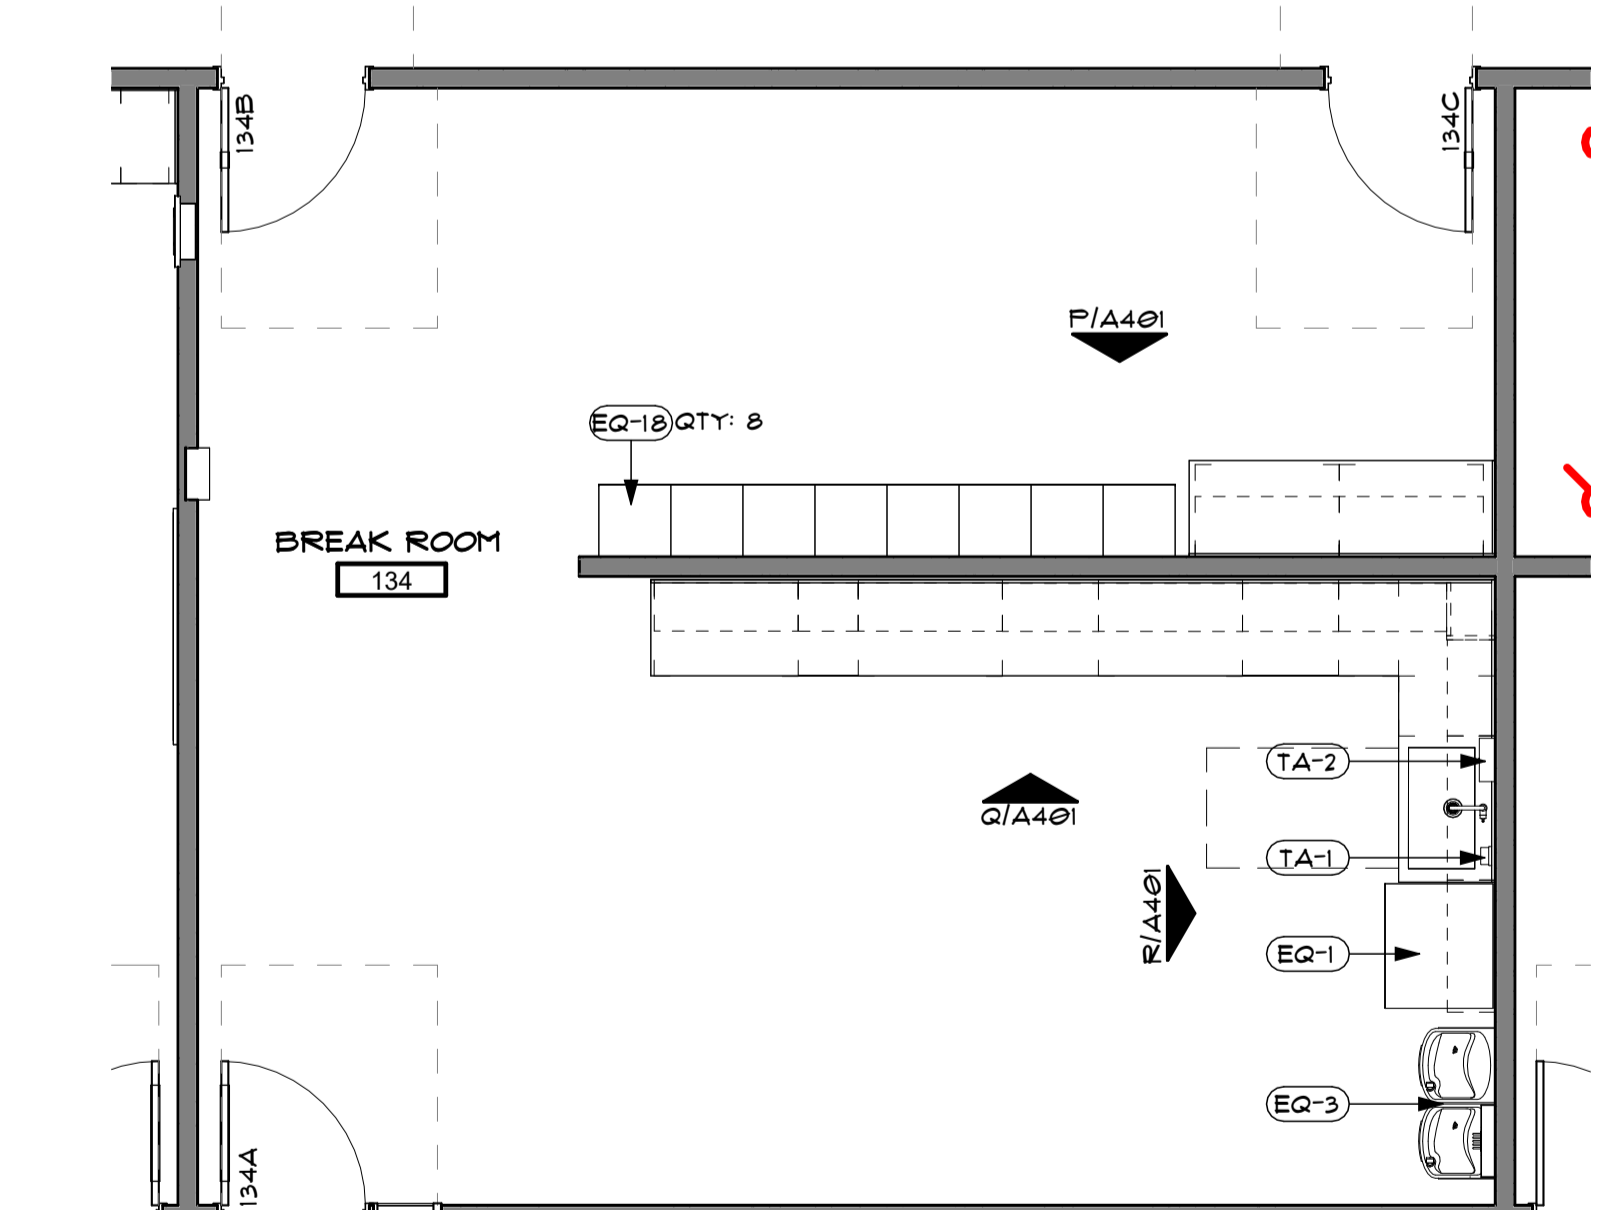 134B
134C
P/A401
EQ-18 QTY: 8
BREAK ROOM
134
TA-2
Q/A401
TA-1
R/A401
EQ-1
EQ-3
134A